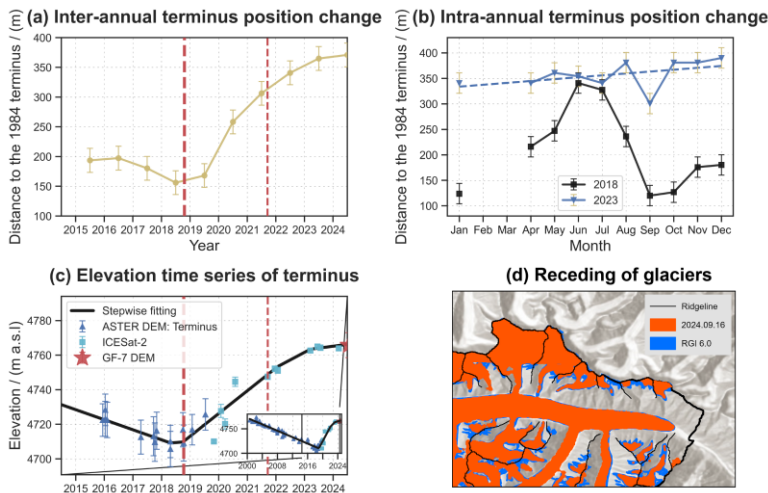 (a) Inter-annual terminus position change
Distance to the 1984 terminus / (m)
400
350
300
250
200
150
100
2015 2016 2017 2018 2019 2020 2021 2022 2023 2024
Year
(b) Intra-annual terminus position change
Distance to the 1984 terminus / (m)
400
350
300
250
200
150
100
2018
2023
Jan Feb Mar Apr May Jun Jul Aug Sep Oct Nov Dec
Month
(c) Elevation time series of terminus
Elevation / (m a.s.l)
4780
4760
4740
4720
4700
Stepwise fitting
ASTER DEM: Terminus
ICESat-2
GF-7 DEM
4750
4700
2000 2008 2016 2024
2015 2016 2017 2018 2019 2020 2021 2022 2023 2024
(d) Receding of glaciers
Ridgeline
2024.09.16
RGI 6.0